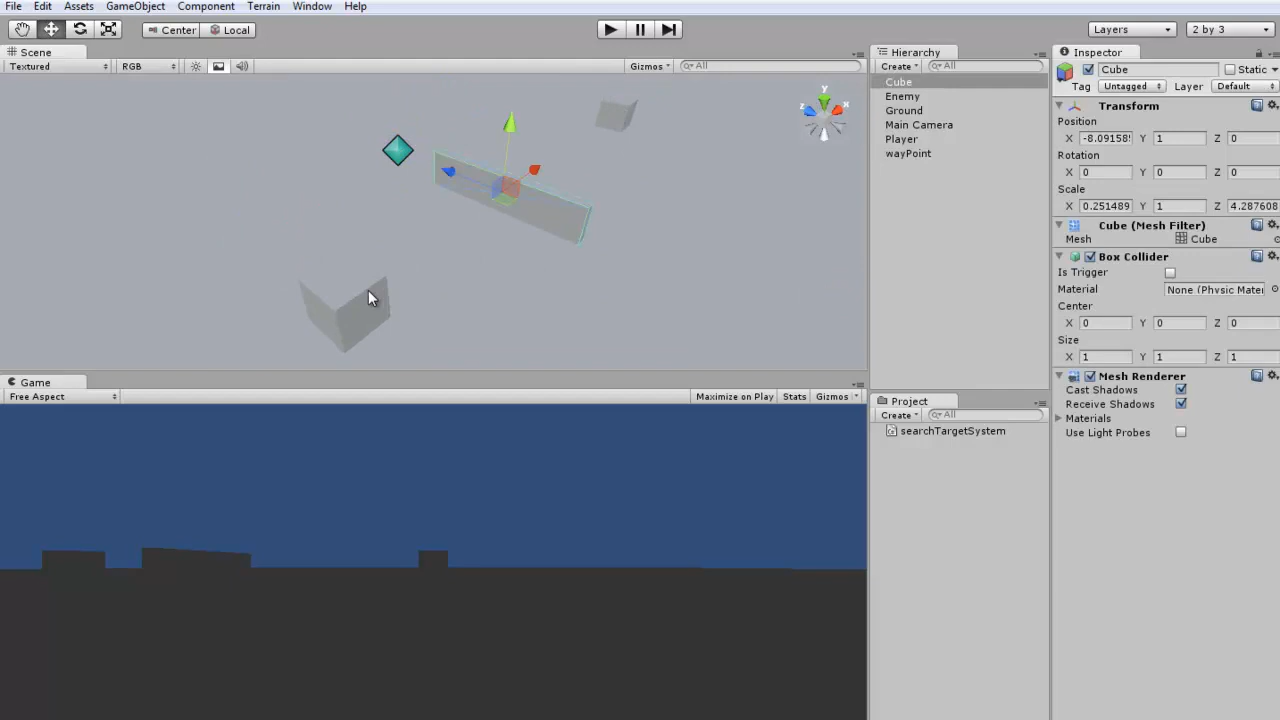 File Edit Assets GameObject Component Terrain Window Help
Center Local Layers 2 by 3
Scene
Textured RGB Gizmos All
y
z x
Game
Free Aspect Maximize on Play Stats Gizmos
Hierarchy
Create All
Cube
Enemy
Ground
Main Camera
Player
wayPoint
Project
Create All
searchTargetSystem
Inspector
Cube Static
Tag Untagged Layer Default
Transform
Position
X -8.09158 Y 1 Z 0
Rotation
X 0 Y 0 Z 0
Scale
X 0.251489 Y 1 Z 4.287608
Cube (Mesh Filter)
Mesh Cube
Box Collider
Is Trigger
Material None (Physic Mater
Center
X 0 Y 0 Z 0
Size
X 1 Y 1 Z 1
Mesh Renderer
Cast Shadows
Receive Shadows
Materials
Use Light Probes